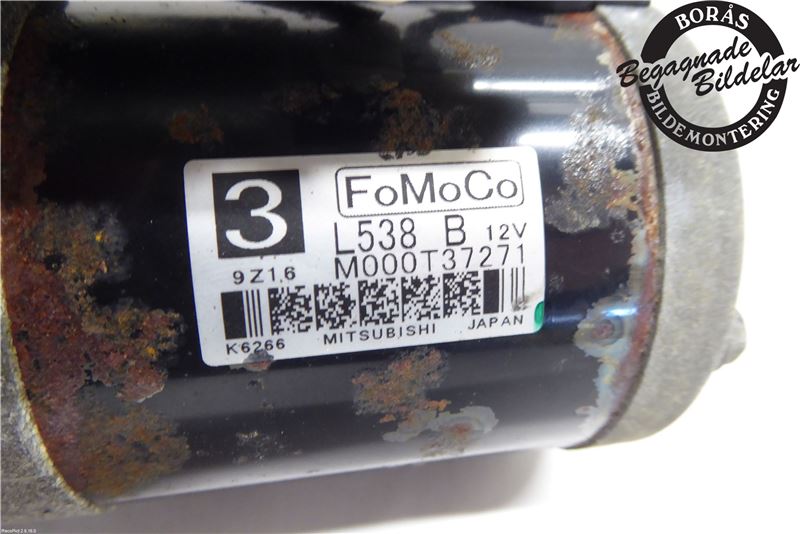 BORÅS
Begagnade
Bildelar
BILDEMONTERING
3
FoMoCo
L538 B 12V
M000T37271
9Z16
K6266 MITSUBISHI JAPAN